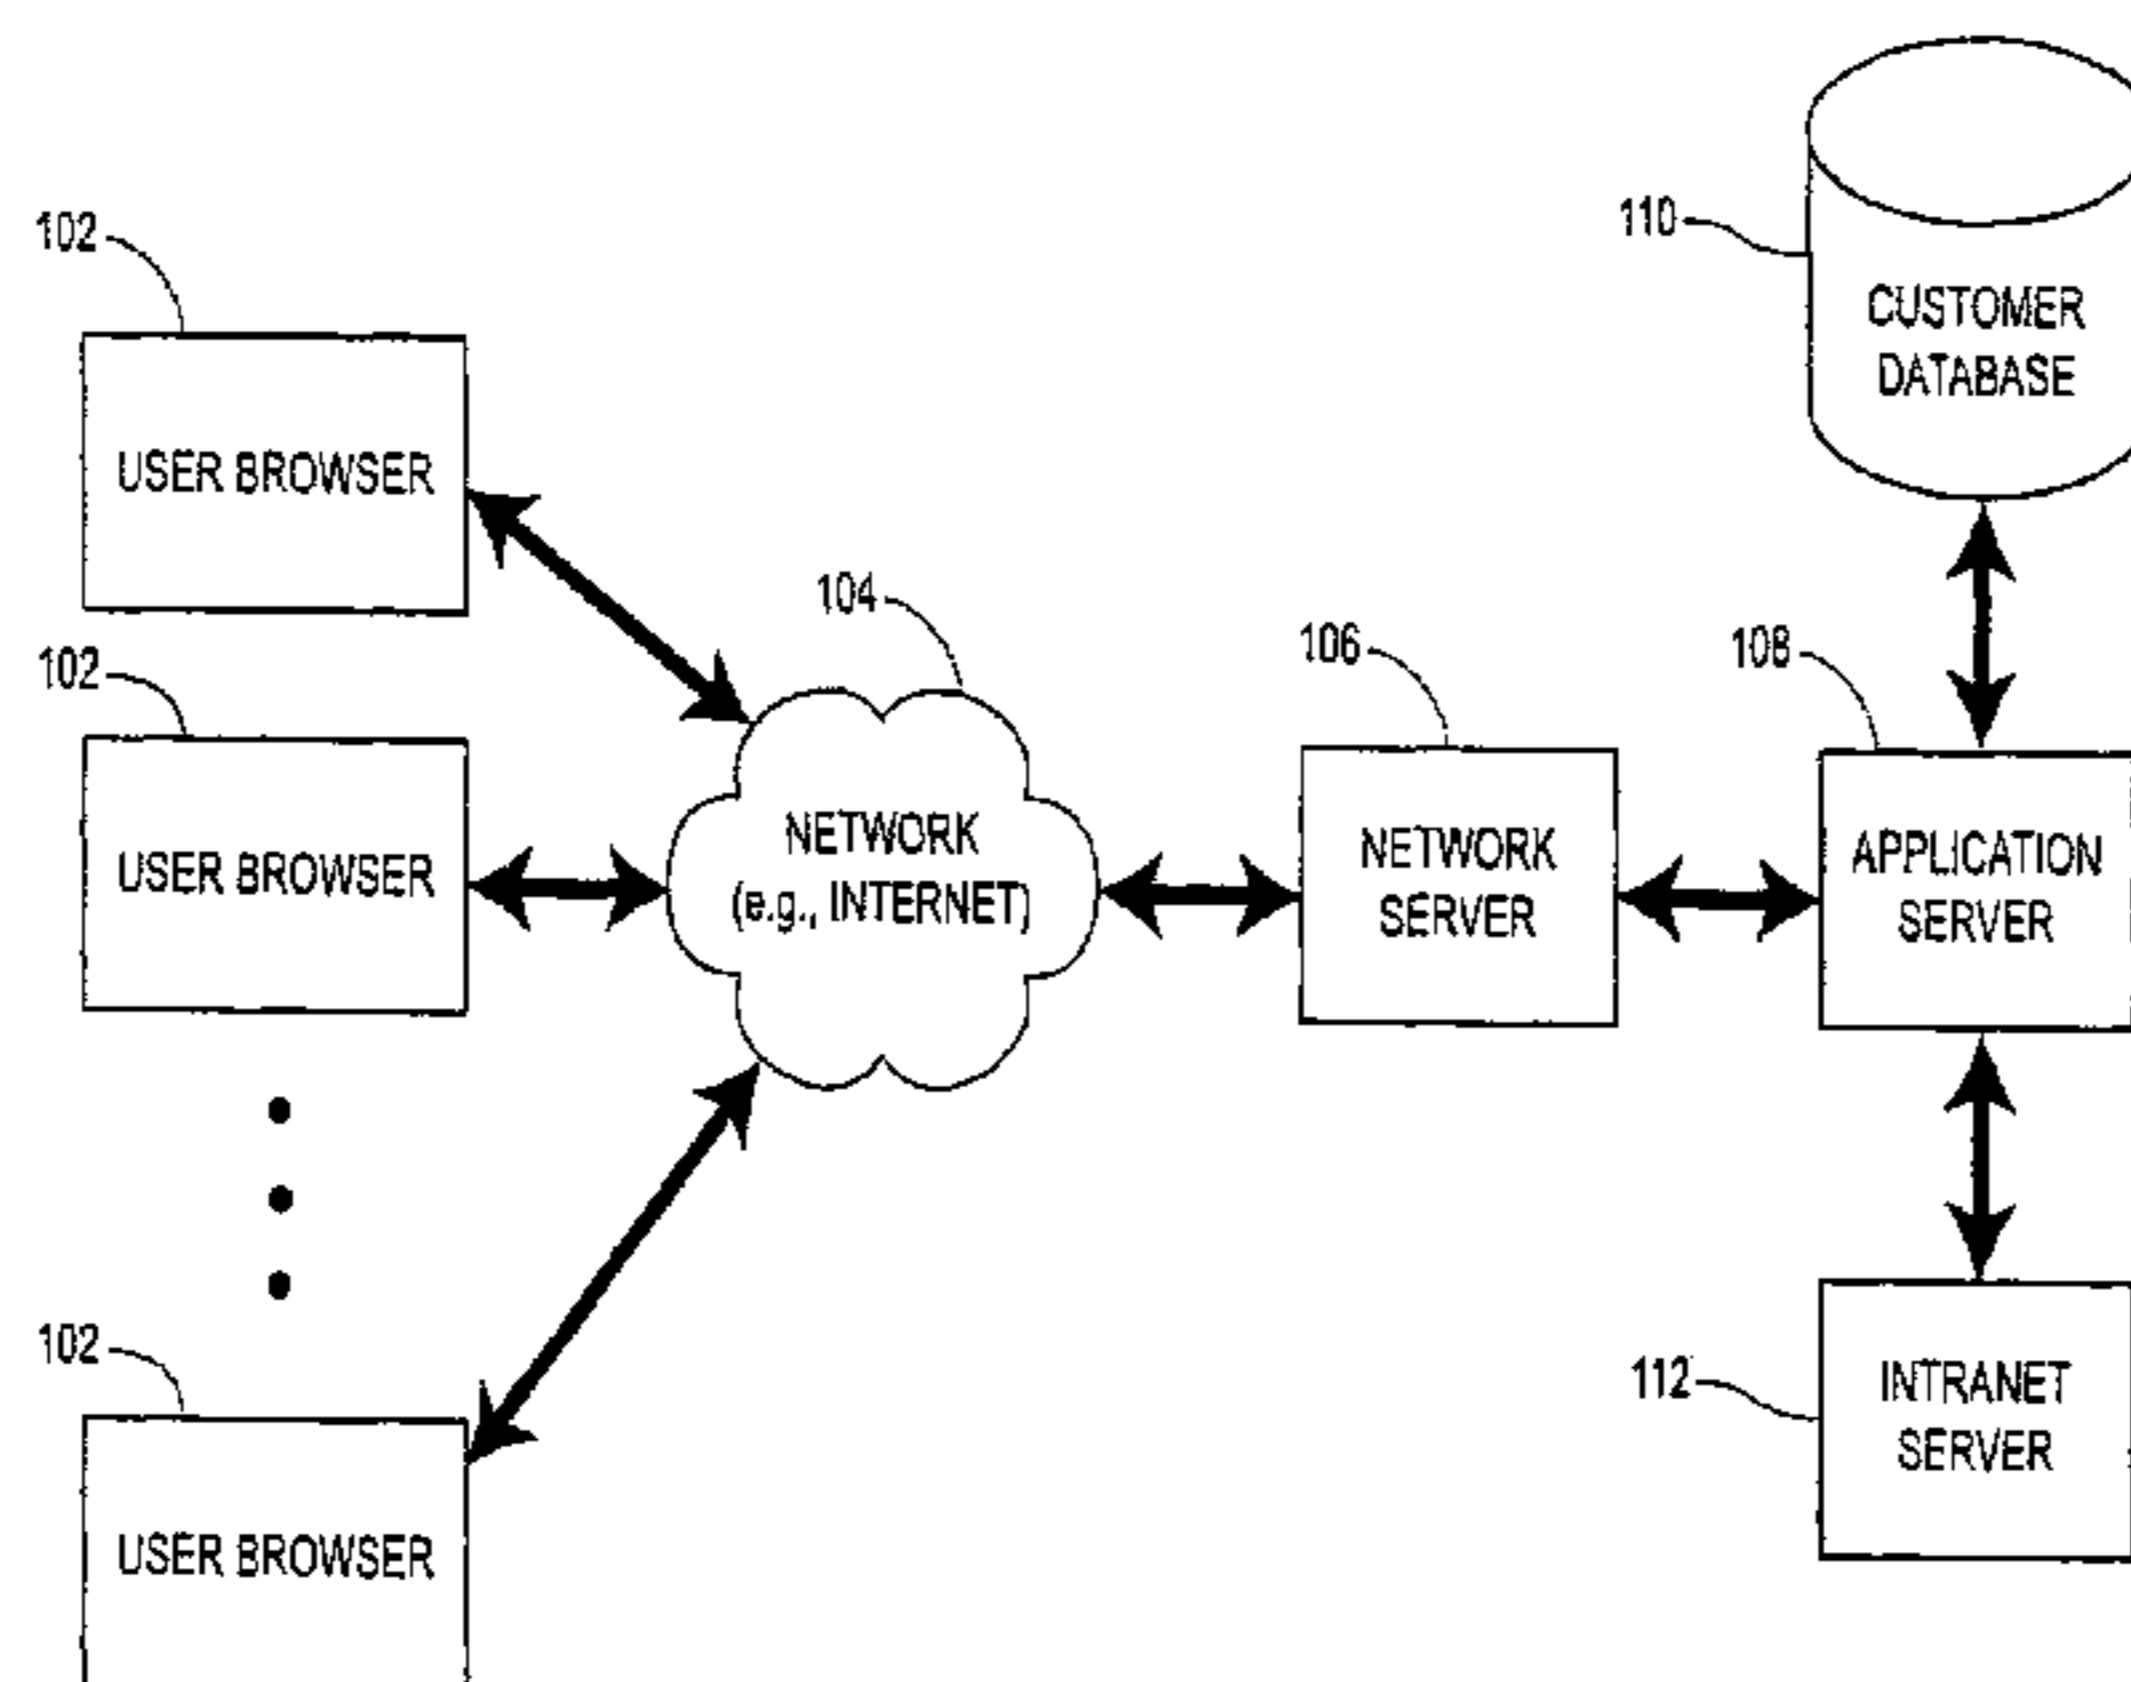 110
CUSTOMER
DATABASE
102
USER BROWSER
104
106
108
102
USER BROWSER
NETWORK
(e.g., INTERNET)
NETWORK
SERVER
APPLICATION
SERVER
102
USER BROWSER
112
INTRANET
SERVER